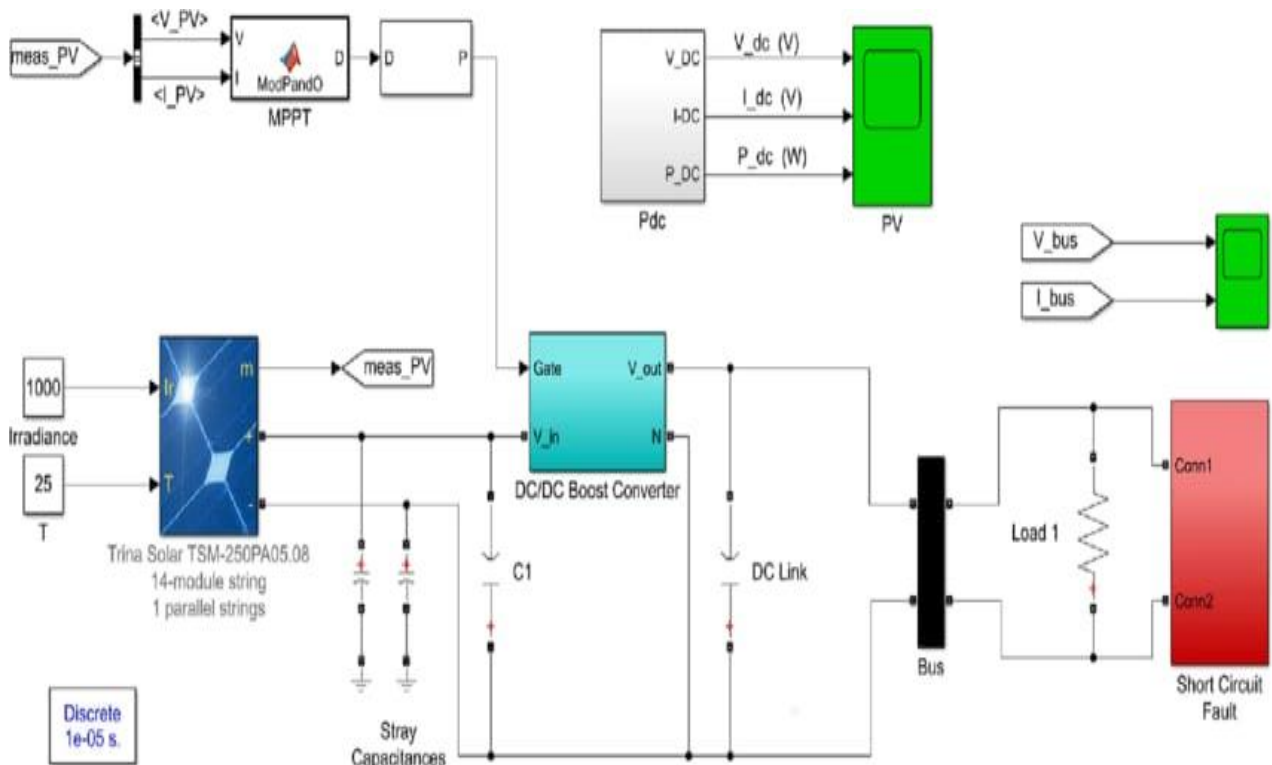 <V_PV>
meas_PV
V
I
D
ModPandO
<I_PV>
MPPT
D
P
V_DC
I-DC
P_DC
V_dc (V)
I_dc (V)
P_dc (W)
Pdc
PV
V_bus
I_bus
1000
Irradiance
25
T
Ir
T
m
+
-
meas_PV
Trina Solar TSM-250PA05.08
14-module string
1 parallel strings
Gate
V_in
V_out
N
DC/DC Boost Converter
C1
DC Link
Stray
Capacitances
Bus
Load 1
Conn1
Conn2
Short Circuit
Fault
Discrete
1e-05 s.